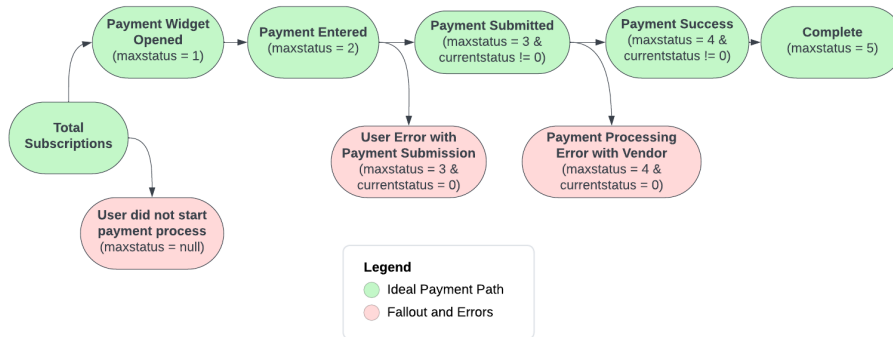 Payment Widget
Opened
(maxstatus = 1)
Payment Entered
(maxstatus = 2)
Payment Submitted
(maxstatus = 3 &
currentstatus != 0)
Payment Success
(maxstatus = 4 &
currentstatus != 0)
Complete
(maxstatus = 5)
Total
Subscriptions
User Error with
Payment Submission
(maxstatus = 3 &
currentstatus = 0)
Payment Processing
Error with Vendor
(maxstatus = 4 &
currentstatus = 0)
User did not start
payment process
(maxstatus = null)
Legend
Ideal Payment Path
Fallout and Errors